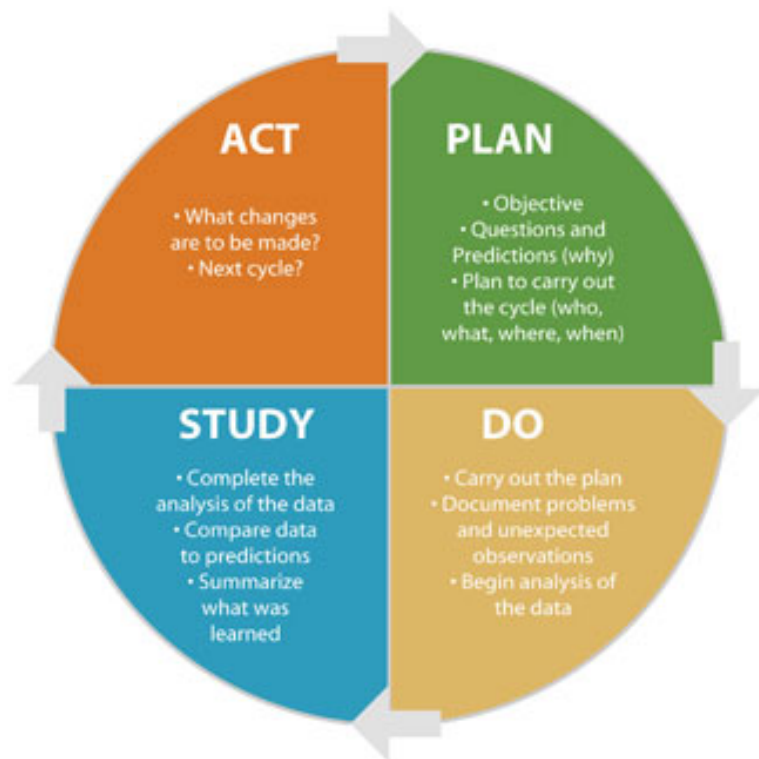 ACT
• What changes
are to be made?
• Next cycle?
PLAN
• Objective
• Questions and
Predictions (why)
• Plan to carry out
the cycle (who,
what, where, when)
STUDY
• Complete the
analysis of the data
• Compare data
to predictions
• Summarize
what was
learned
DO
• Carry out the plan
• Document problems
and unexpected
observations
• Begin analysis of
the data